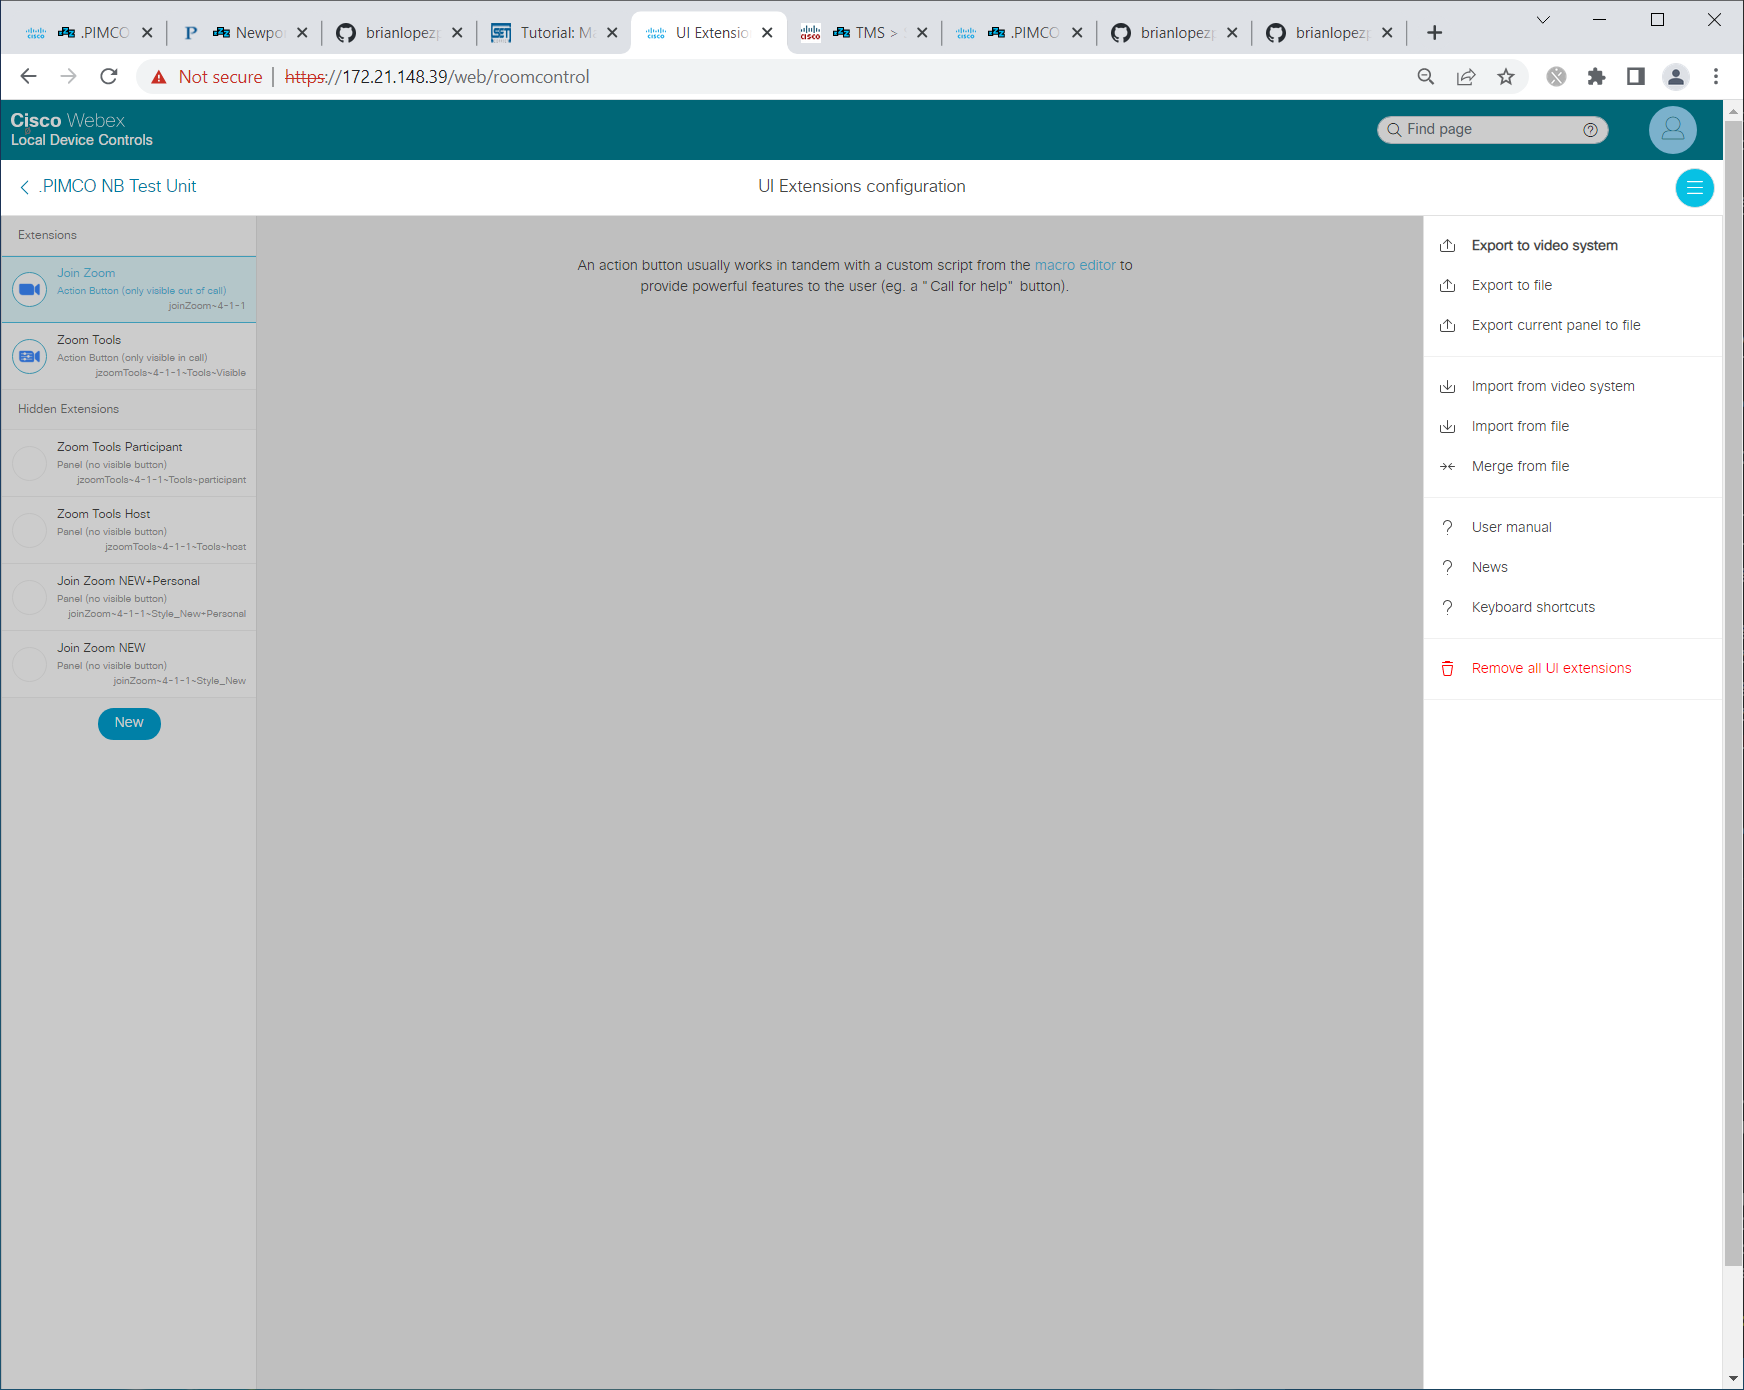 .PIMCO
Newpo
brianlopez
Tutorial: M
UI Extensio
TMS >
.PIMCO
brianlopez
brianlopez
Not secure
https://172.21.148.39/web/roomcontrol
Cisco Webex
Local Device Controls
Find page
.PIMCO NB Test Unit
UI Extensions configuration
Extensions
Join Zoom
Action Button (only visible out of call)
joinZoom~4-1-1
Zoom Tools
Action Button (only visible in call)
jzoomTools~4-1-1~Tools~Visible
Hidden Extensions
Zoom Tools Participant
Panel (no visible button)
jzoomTools~4-1-1~Tools~participant
Zoom Tools Host
Panel (no visible button)
jzoomTools~4-1-1~Tools~host
Join Zoom NEW+Personal
Panel (no visible button)
joinZoom~4-1-1~Style_New+Personal
Join Zoom NEW
Panel (no visible button)
joinZoom~4-1-1~Style_New
New
An action button usually works in tandem with a custom script from the macro editor to
provide powerful features to the user (eg. a "Call for help" button).
Export to video system
Export to file
Export current panel to file
Import from video system
Import from file
Merge from file
User manual
News
Keyboard shortcuts
Remove all UI extensions